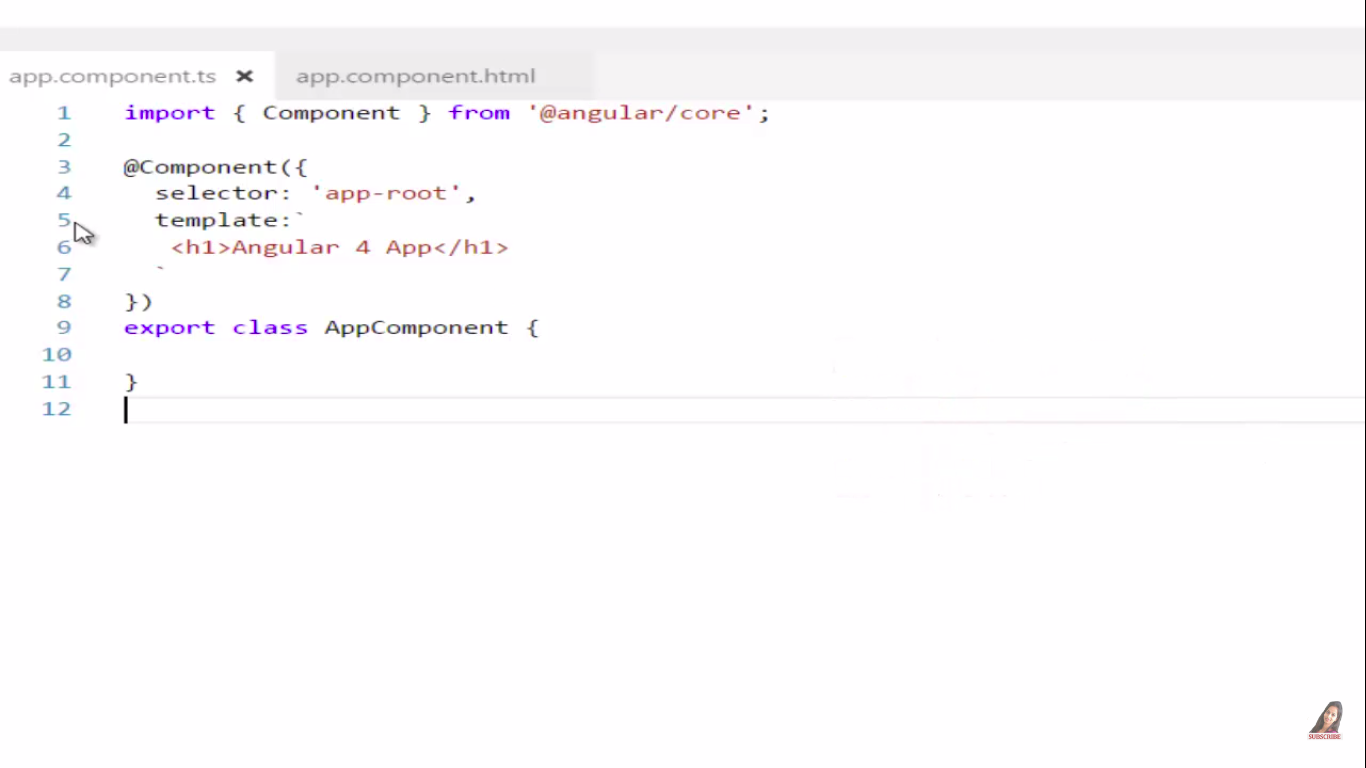 app.component.ts × app.component.html
1 import { Component } from '@angular/core';
2
3 @Component({
4   selector: 'app-root',
5   template:`
6    <h1>Angular 4 App</h1>
7   `
8 })
9 export class AppComponent {
10
11 }
12
SUBSCRIBE